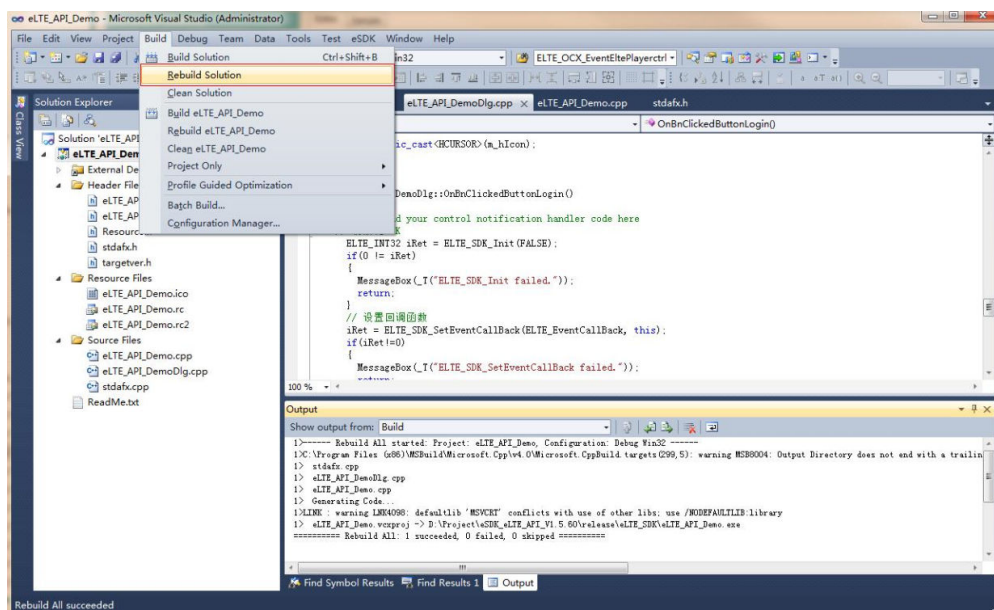 eLTE_API_Demo - Microsoft Visual Studio (Administrator)
File Edit View Project Build Debug Team Data Tools Test eSDK Window Help
ELTE_OCX_EventEltePlayerctrl
Build Solution Ctrl+Shift+B
Rebuild Solution
Clean Solution
Build eLTE_API_Demo
Rebuild eLTE_API_Demo
Clean eLTE_API_Demo
Project Only
Profile Guided Optimization
Batch Build...
Configuration Manager...
Class View
Solution Explorer
Solution 'eLTE_API
eLTE_API_Dem
External De
Header File
eLTE_AP
eLTE_AP
Resourc
stdafx.h
targetver.h
Resource Files
eLTE_API_Demo.ico
eLTE_API_Demo.rc
eLTE_API_Demo.rc2
Source Files
eLTE_API_Demo.cpp
eLTE_API_DemoDlg.cpp
stdafx.cpp
ReadMe.txt
eLTE_API_DemoDlg.cpp eLTE_API_Demo.cpp stdafx.h
OnBnClickedButtonLogin()
ic_cast<HCURSOR>(m_hIcon);
DemoDlg::OnBnClickedButtonLogin()
d your control notification handler code here
ELTE_INT32 iRet = ELTE_SDK_Init(FALSE);
if(0 != iRet)
{
MessageBox(_T("ELTE_SDK_Init failed."));
return;
}
// 设置回调函数
iRet = ELTE_SDK_SetEventCallBack(ELTE_EventCallBack, this);
if(iRet!=0)
{
MessageBox(_T("ELTE_SDK_SetEventCallBack failed."));
100 %
Output
Show output from: Build
1>------ Rebuild All started: Project: eLTE_API_Demo, Configuration: Debug Win32 ------
1>C:\Program Files (x86)\MSBuild\Microsoft.Cpp\v4.0\Microsoft.CppBuild.targets(299,5): warning MSB8004: Output Directory does not end with a trailin
1> stdafx.cpp
1> eLTE_API_DemoDlg.cpp
1> eLTE_API_Demo.cpp
1> Generating Code...
1>LINK : warning LNK4098: defaultlib 'MSVCRT' conflicts with use of other libs; use /NODEFAULTLIB:library
1> eLTE_API_Demo.vcxproj -> D:\Project\eSDK_eLTE_API_V1.5.60\release\eLTE_SDK\eLTE_API_Demo.exe
========== Rebuild All: 1 succeeded, 0 failed, 0 skipped ==========
Find Symbol Results Find Results 1 Output
Rebuild All succeeded